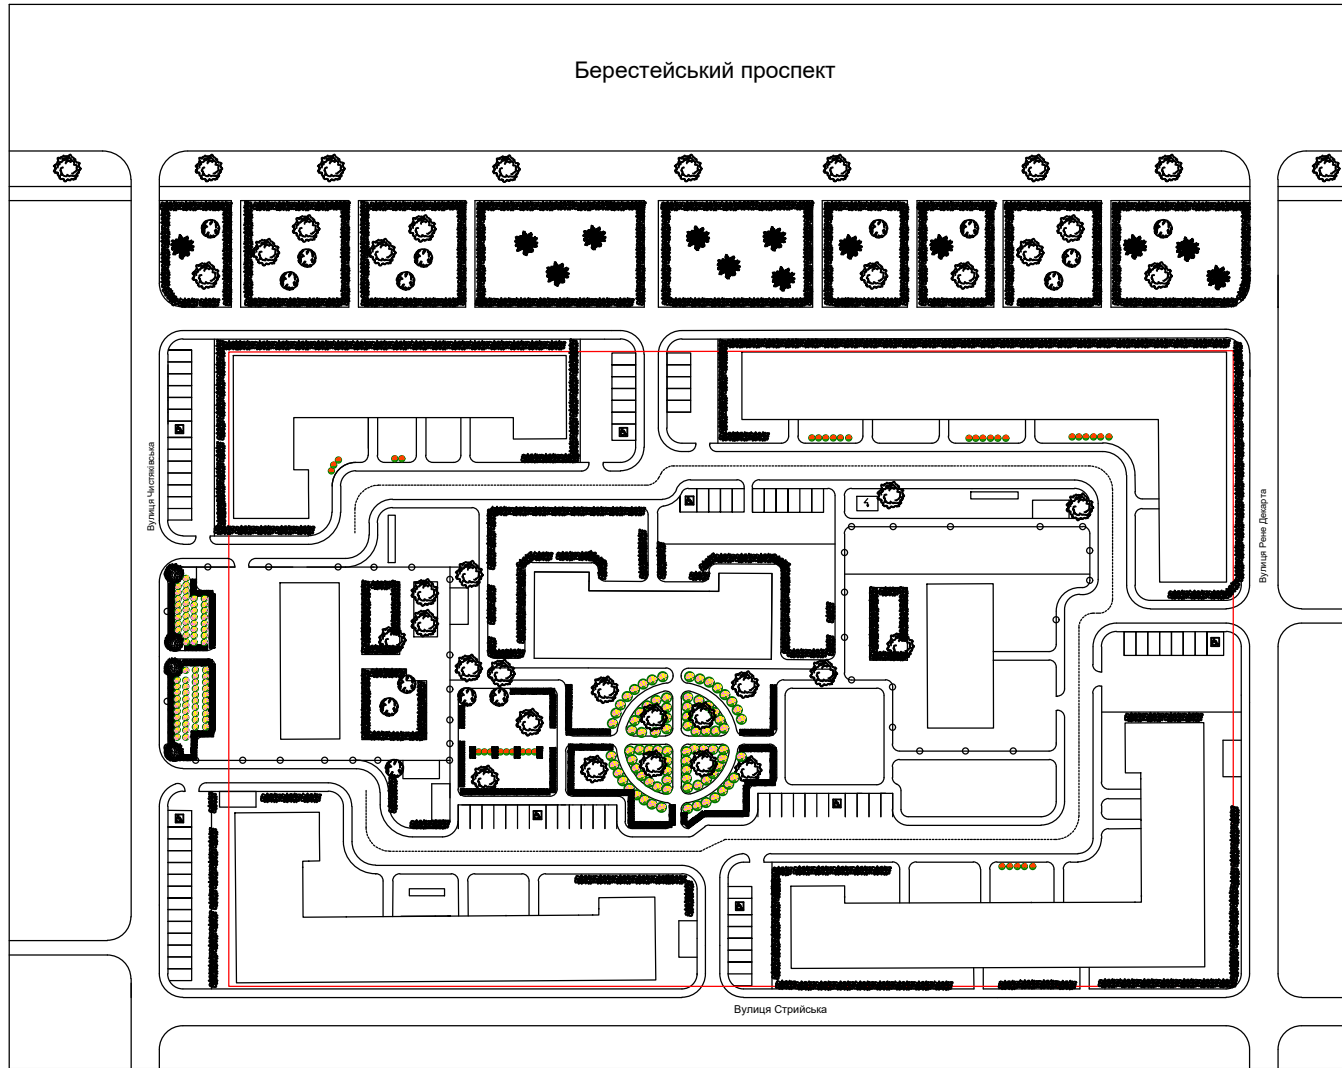 Берестейський проспект
Вулиця Чистяківська
Вулиця Рене Декарта
Вулиця Стрийська